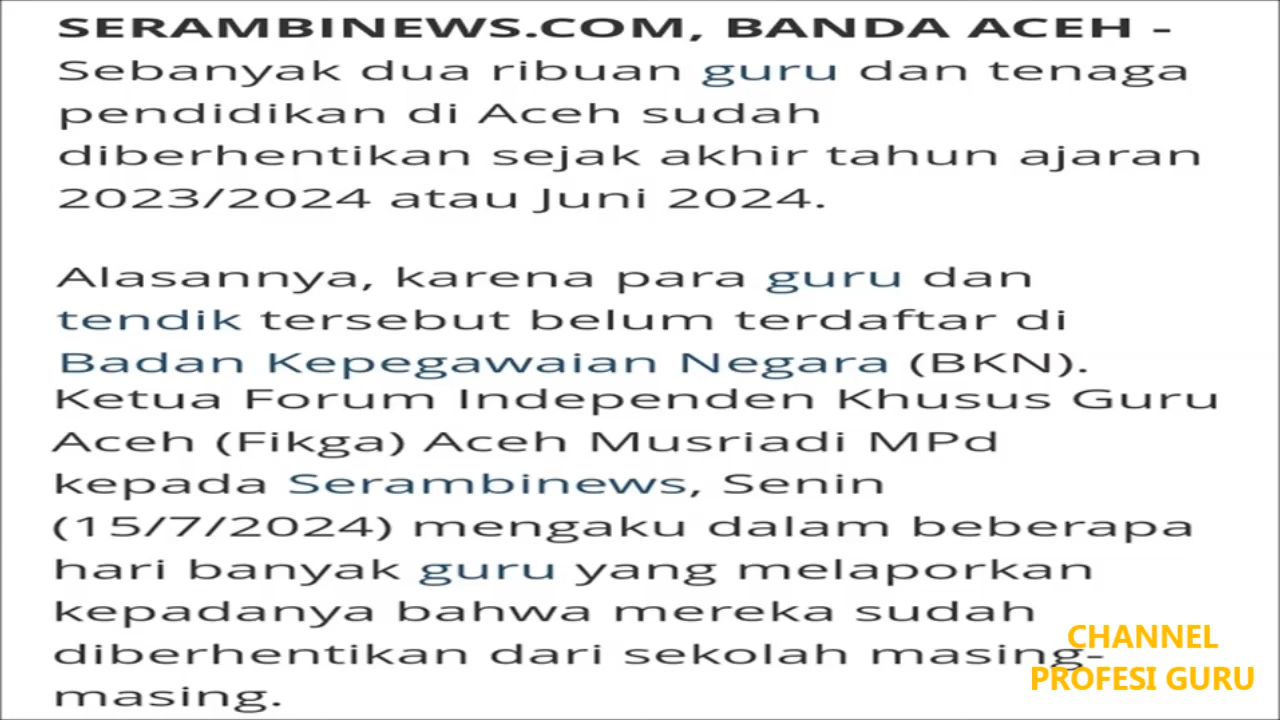 SERAMBINEWS.COM, BANDA ACEH -
Sebanyak dua ribuan guru dan tenaga
pendidikan di Aceh sudah
diberhentikan sejak akhir tahun ajaran
2023/2024 atau Juni 2024.
Alasannya, karena para guru dan
tendik tersebut belum terdaftar di
Badan Kepegawaian Negara (BKN).
Ketua Forum Independen Khusus Guru
Aceh (Fikga) Aceh Musriadi MPd
kepada Serambinews, Senin
(15/7/2024) mengaku dalam beberapa
hari banyak guru yang melaporkan
kepadanya bahwa mereka sudah
diberhentikan dari sekolah masing-
masing.
CHANNEL
PROFESI GURU